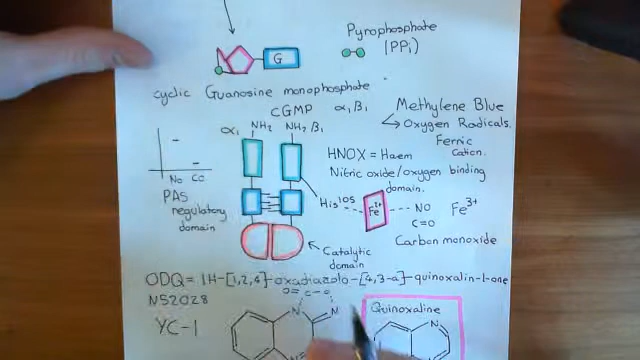 Pyrophosphate
(PPi)
G
cyclic Guanosine monophosphate
cGMP α1β1
Methylene Blue
Oxygen Radicals.
Ferric
Cation.
α1 NH2 NH2 β1
HNOX = Haem
Nitric oxide/oxygen binding
domain.
No CC
PAS
regulatory
domain
His105
Fe2+
NO
C=O
Fe3+
Carbon monoxide
Catalytic
domain
ODQ = 1H-[1,2,4]-oxadiazolo-[4,3-a]-quinoxalin-1-one
NS2028
YC-1
O= C-O
N
N
Quinoxaline
N